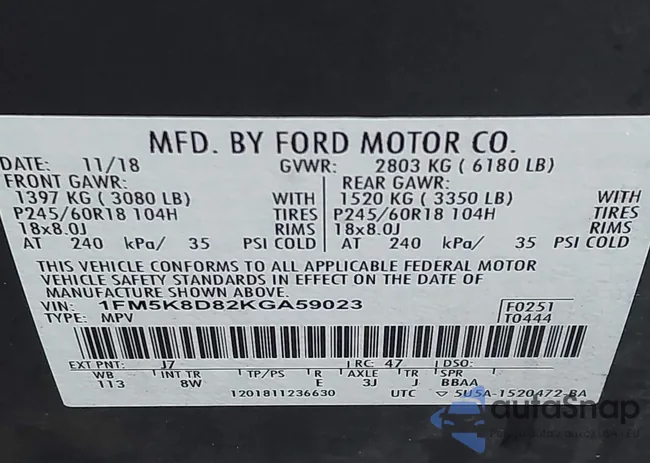 MFD. BY FORD MOTOR CO.
DATE: 11/18 GVWR: 2803 KG ( 6180 LB)
FRONT GAWR: REAR GAWR:
1397 KG ( 3080 LB) WITH 1520 KG ( 3350 LB) WITH
P245/60R18 104H TIRES P245/60R18 104H TIRES
18x8.0J RIMS 18x8.0J RIMS
AT 240 kPa/ 35 PSI COLD AT 240 kPa/ 35 PSI COLD
THIS VEHICLE CONFORMS TO ALL APPLICABLE FEDERAL MOTOR
VEHICLE SAFETY STANDARDS IN EFFECT ON THE DATE OF
MANUFACTURE SHOWN ABOVE.
VIN: 1FM5K8D82KGA59023 F0251
TYPE: MPV T0444
EXT PNT: J7 RC: 47 DSO:
WB INT TR TP/PS R AXLE TR SPR
113 8W E 3J J BBAA
1201811236630 UTC ▽ 5U5A-1520472-BA
autoSnap